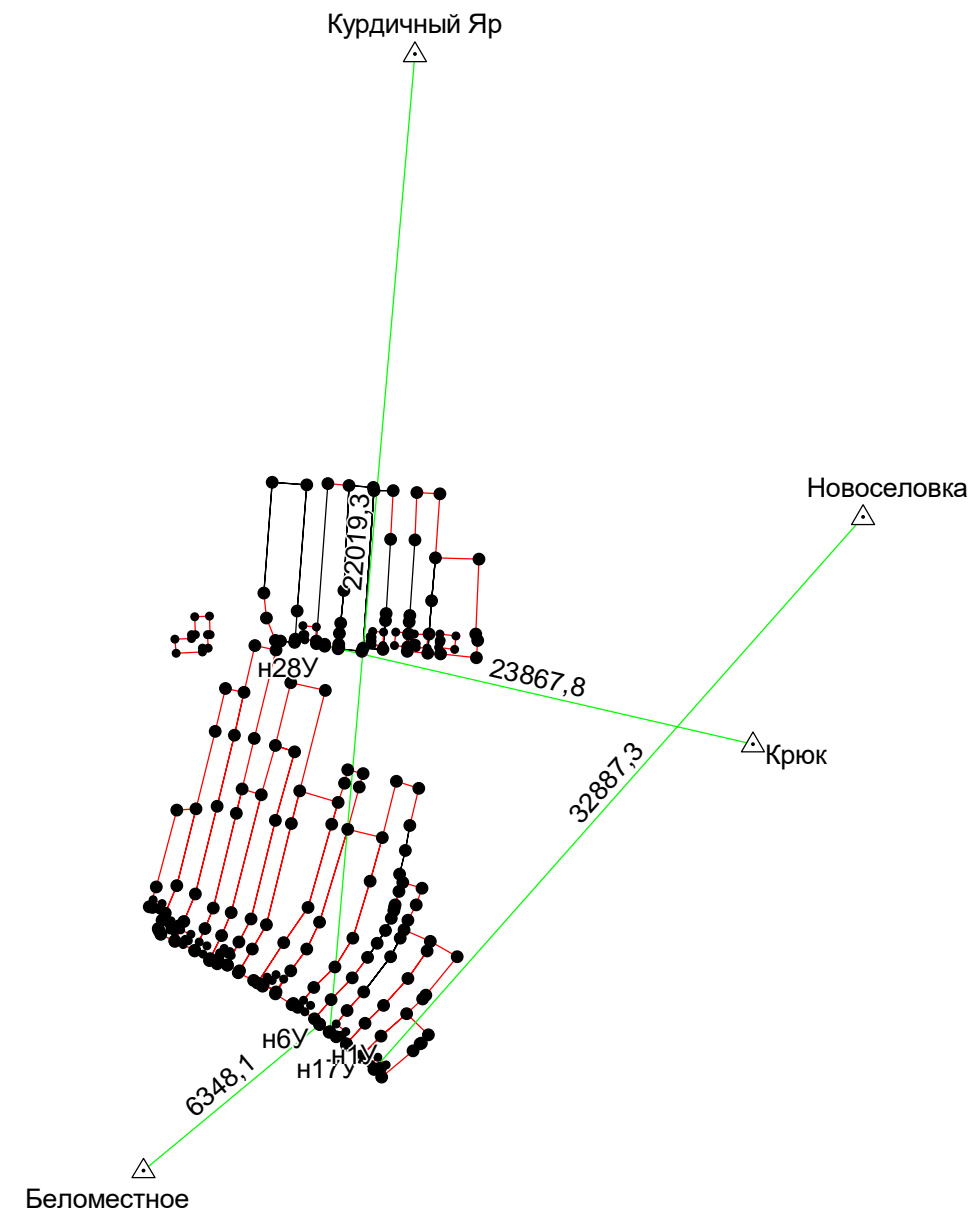 Курдичный Яр
Новоселовка
22019,3
н28У
23867,8
Крюк
32887,3
н6У
н1У
н17У
6348,1
Беломестное